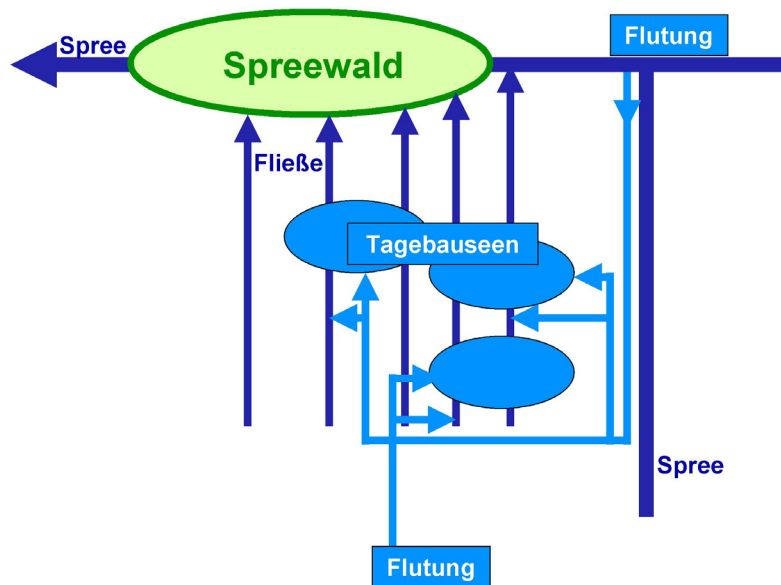 Flutung
Spree
Spreewald
Fließe
Tagebauseen
Spree
Flutung